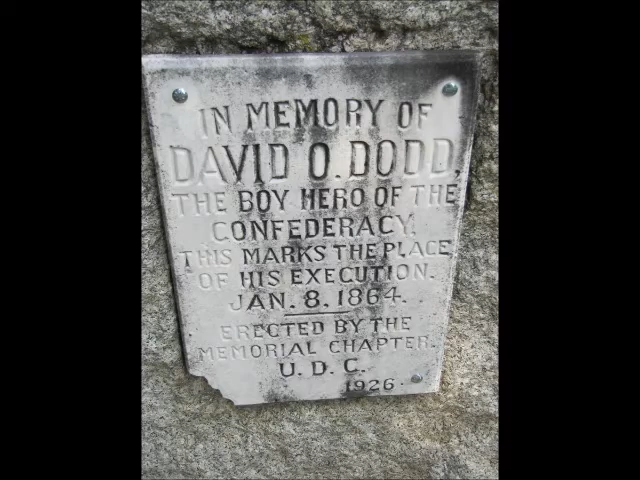 IN MEMORY OF
DAVID O. DODD,
THE BOY HERO OF THE
CONFEDERACY.
THIS MARKS THE PLACE
OF HIS EXECUTION.
JAN. 8, 1864.
ERECTED BY THE
MEMORIAL CHAPTER.
U. D. C.
1926